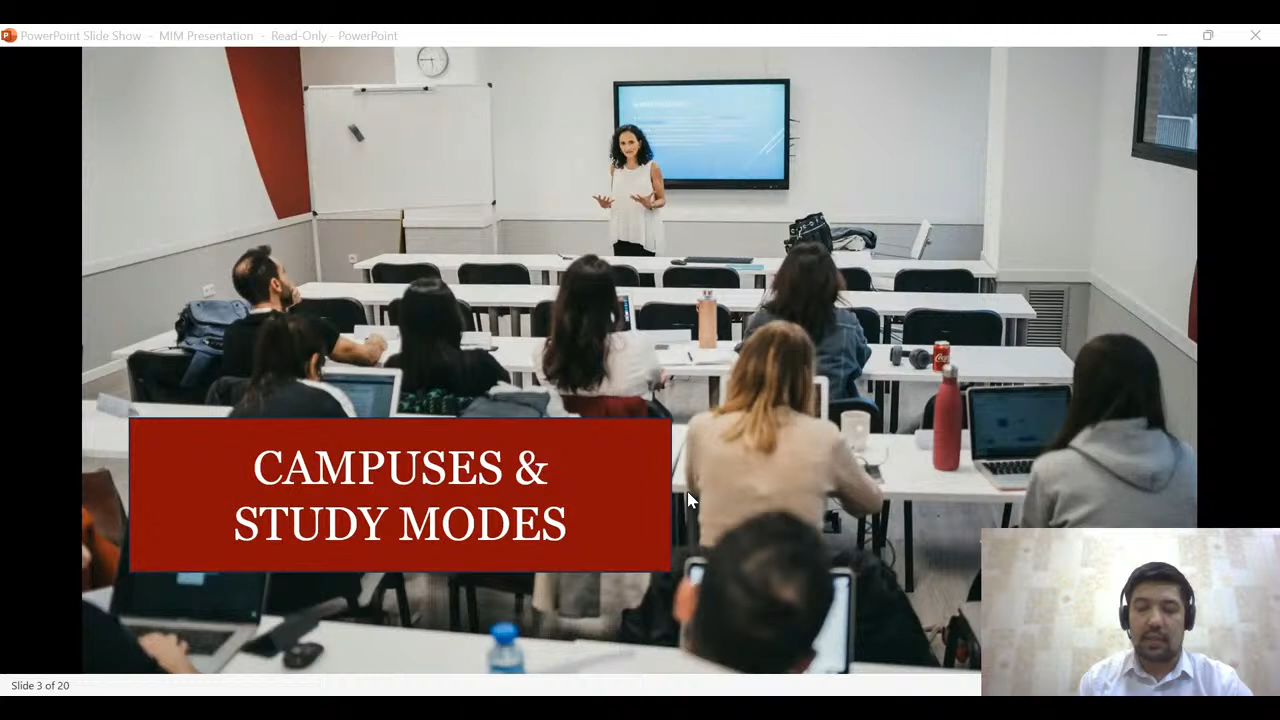 PowerPoint Slide Show - MIM Presentation - Read-Only - PowerPoint
CAMPUSES &
STUDY MODES
Slide 3 of 20